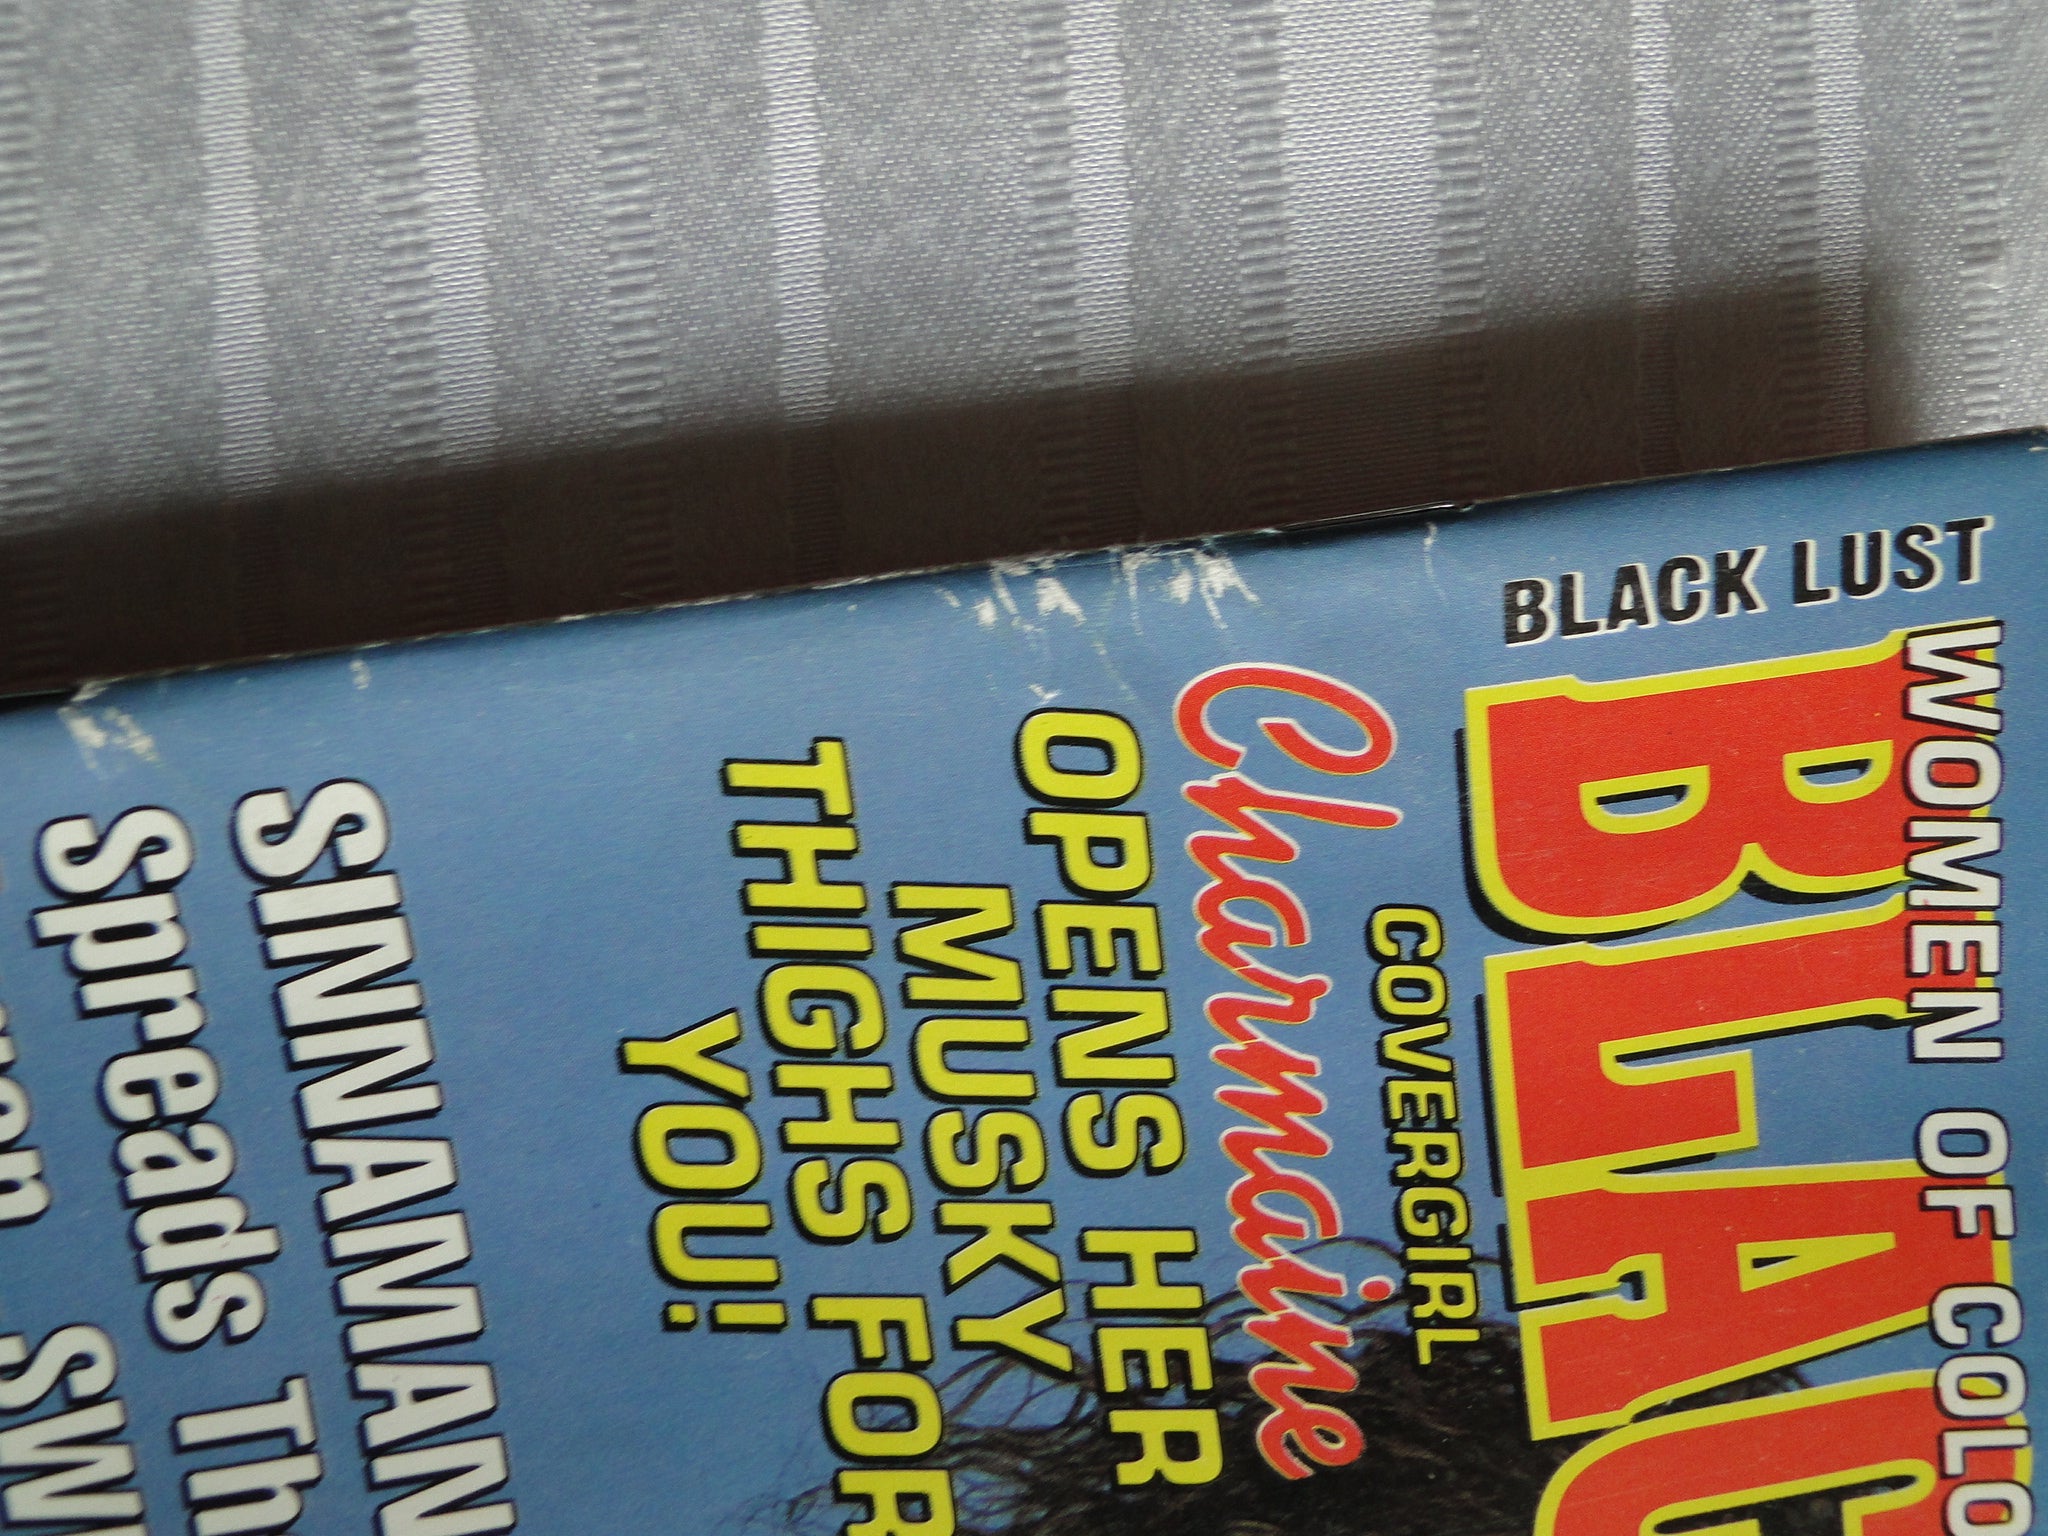 BLACK LUST
WOMEN OF COLO
BLAC
COVERGIRL
Charmaine
OPENS HER
MUSKY
THIGHS FOR
YOU!
SINNAMAN
Spreads Th